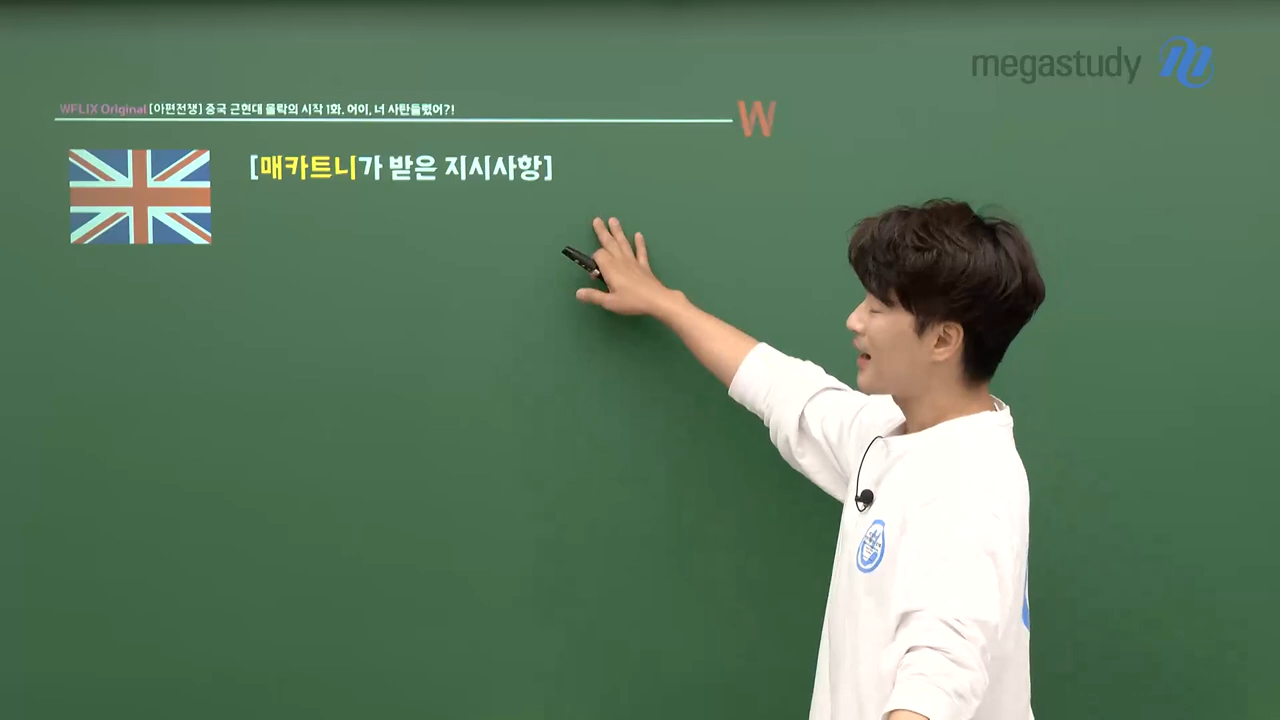 megastudy
WFLIX Original [아편전쟁] 중국 근현대 몰락의 시작 1화. 어이, 너 사탄들렸어?!
W
[매카트니가 받은 지시사항]